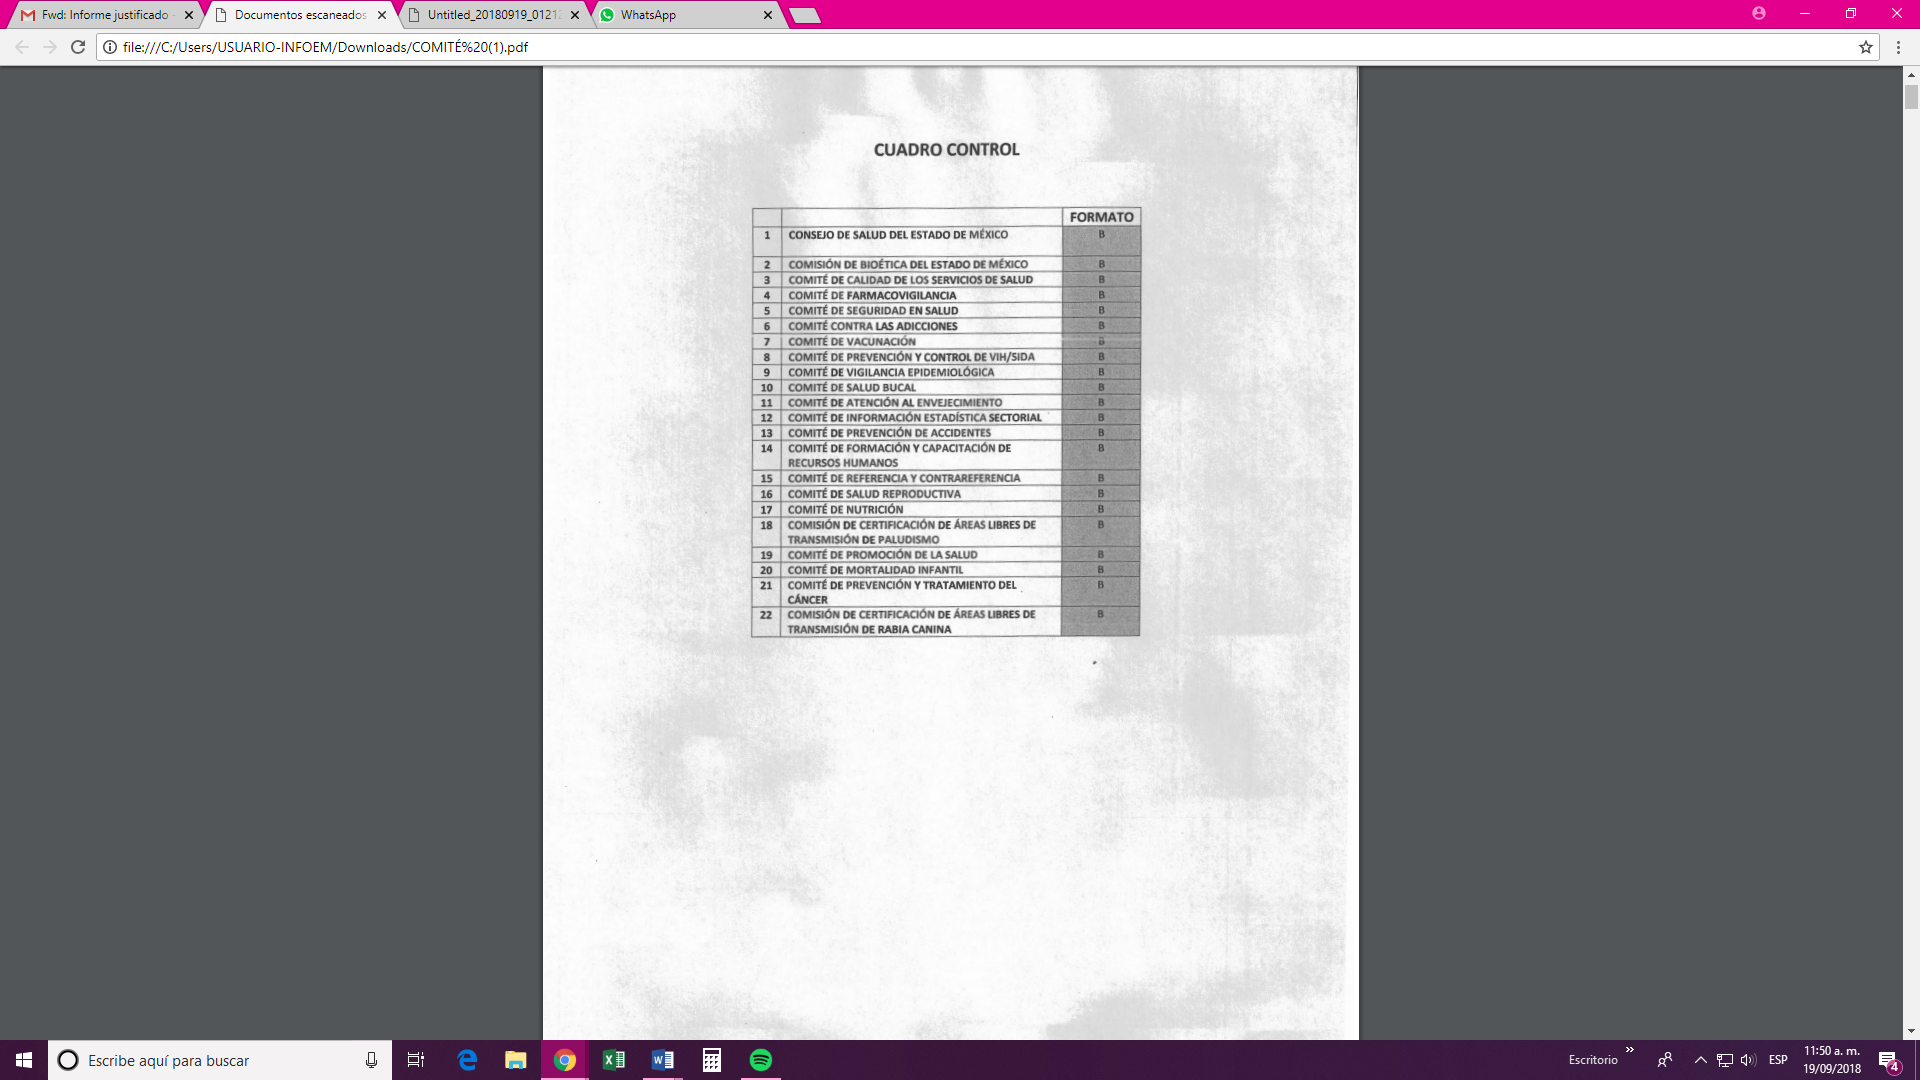 Fwd: Informe justificado
Documentos escaneados
Untitled_20180919_0121
WhatsApp
file:///C:/Users/USUARIO-INFOEM/Downloads/COMITÉ%20(1).pdf
CUADRO CONTROL
FORMATO
1 CONSEJO DE SALUD DEL ESTADO DE MÉXICO B
2 COMISIÓN DE BIOÉTICA DEL ESTADO DE MÉXICO B
3 COMITÉ DE CALIDAD DE LOS SERVICIOS DE SALUD B
4 COMITÉ DE FARMACOVIGILANCIA B
5 COMITÉ DE SEGURIDAD EN SALUD B
6 COMITÉ CONTRA LAS ADICCIONES B
7 COMITÉ DE VACUNACIÓN B
8 COMITÉ DE PREVENCIÓN Y CONTROL DE VIH/SIDA B
9 COMITÉ DE VIGILANCIA EPIDEMIOLÓGICA B
10 COMITÉ DE SALUD BUCAL B
11 COMITÉ DE ATENCIÓN AL ENVEJECIMIENTO B
12 COMITÉ DE INFORMACIÓN ESTADÍSTICA SECTORIAL B
13 COMITÉ DE PREVENCIÓN DE ACCIDENTES B
14 COMITÉ DE FORMACIÓN Y CAPACITACIÓN DE B
RECURSOS HUMANOS
15 COMITÉ DE REFERENCIA Y CONTRAREFERENCIA B
16 COMITÉ DE SALUD REPRODUCTIVA B
17 COMITÉ DE NUTRICIÓN B
18 COMISIÓN DE CERTIFICACIÓN DE ÁREAS LIBRES DE B
TRANSMISIÓN DE PALUDISMO
19 COMITÉ DE PROMOCIÓN DE LA SALUD B
20 COMITÉ DE MORTALIDAD INFANTIL B
21 COMITÉ DE PREVENCIÓN Y TRATAMIENTO DEL B
CÁNCER
22 COMISIÓN DE CERTIFICACIÓN DE ÁREAS LIBRES DE B
TRANSMISIÓN DE RABIA CANINA
Escribe aquí para buscar
Escritorio
ESP
11:50 a. m.
19/09/2018
4